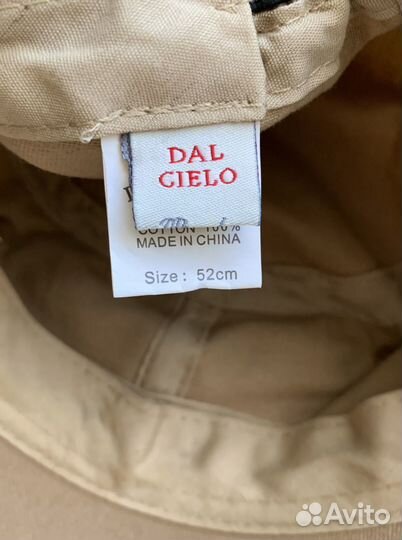 DAL
CIELO
COTTON 100%
MADE IN CHINA
Size: 52cm
Avito